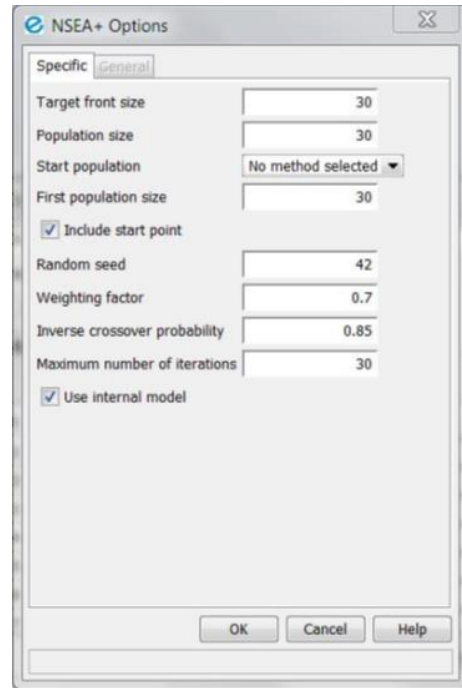 NSEA+ Options
Specific General
Target front size 30
Population size 30
Start population No method selected
First population size 30
Include start point
Random seed 42
Weighting factor 0.7
Inverse crossover probability 0.85
Maximum number of iterations 30
Use internal model
OK Cancel Help